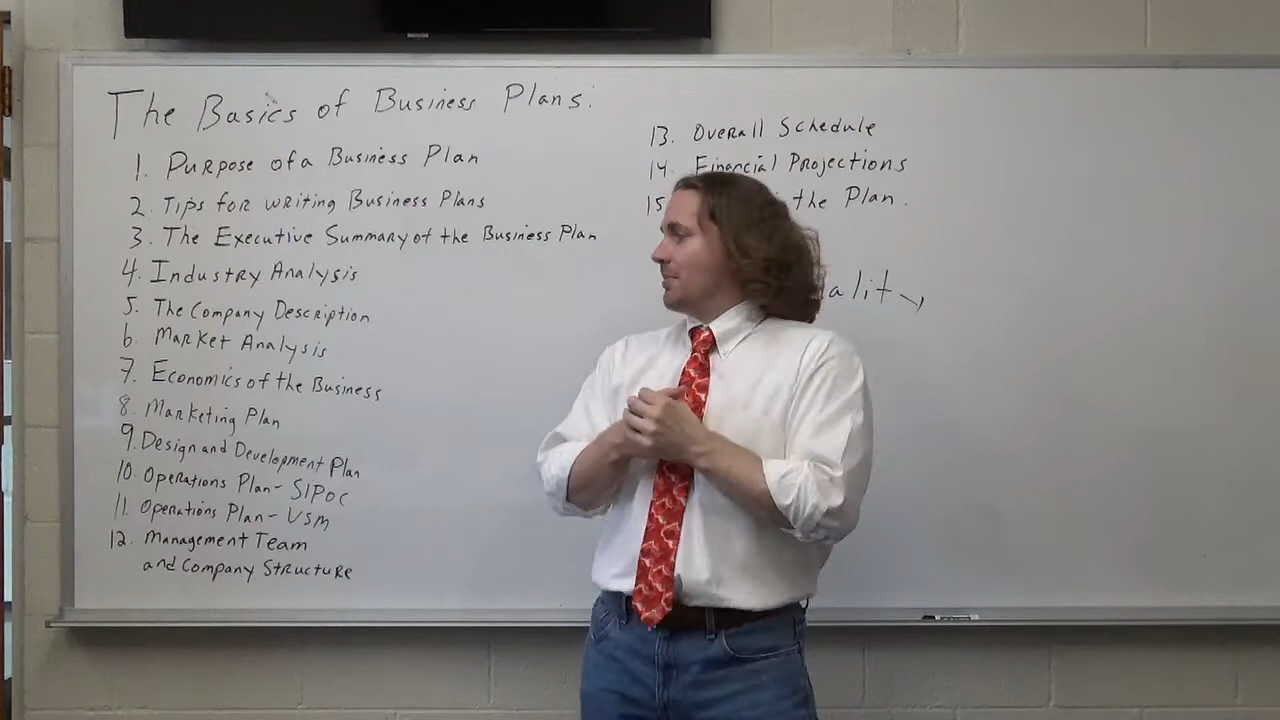 The Basics of Business Plans:
1. Purpose of a Business Plan
2. Tips for writing Business Plans
3. The Executive Summary of the Business Plan
4. Industry Analysis
5. The Company Description
6. Market Analysis
7. Economics of the Business
8. Marketing Plan
9. Design and Development Plan
10. Operations Plan - SIPOC
11. Operations Plan - VSM
12. Management Team
and Company Structure
13. Overall Schedule
14. Financial Projections
15 the Plan.